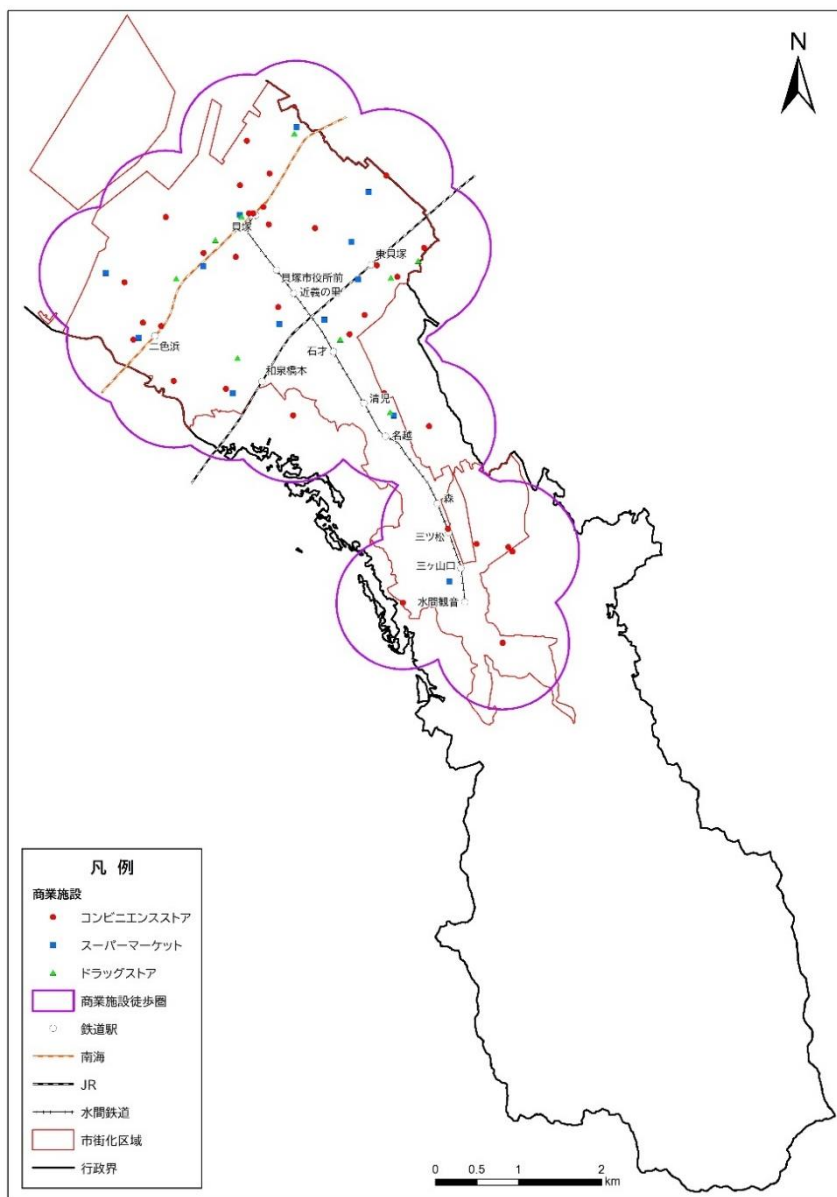 N
貝塚
東貝塚
貝塚市役所前
近義の里
二色浜
石才
和泉橋本
清児
名越
森
三ツ松
三ヶ山口
水間観音
凡 例
商業施設
コンビニエンスストア
スーパーマーケット
ドラッグストア
商業施設徒歩圏
鉄道駅
南海
JR
水間鉄道
市街化区域
行政界
0 0.5 1 2
km